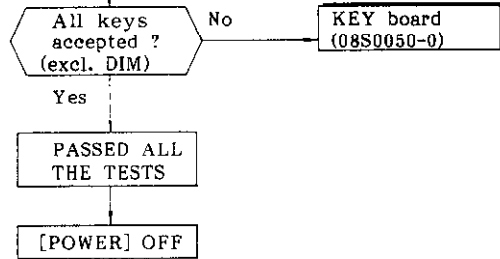 All keys
accepted ?
(excl. DIM)
No
KEY board
(08S0050-0)
Yes
PASSED ALL
THE TESTS
[POWER] OFF